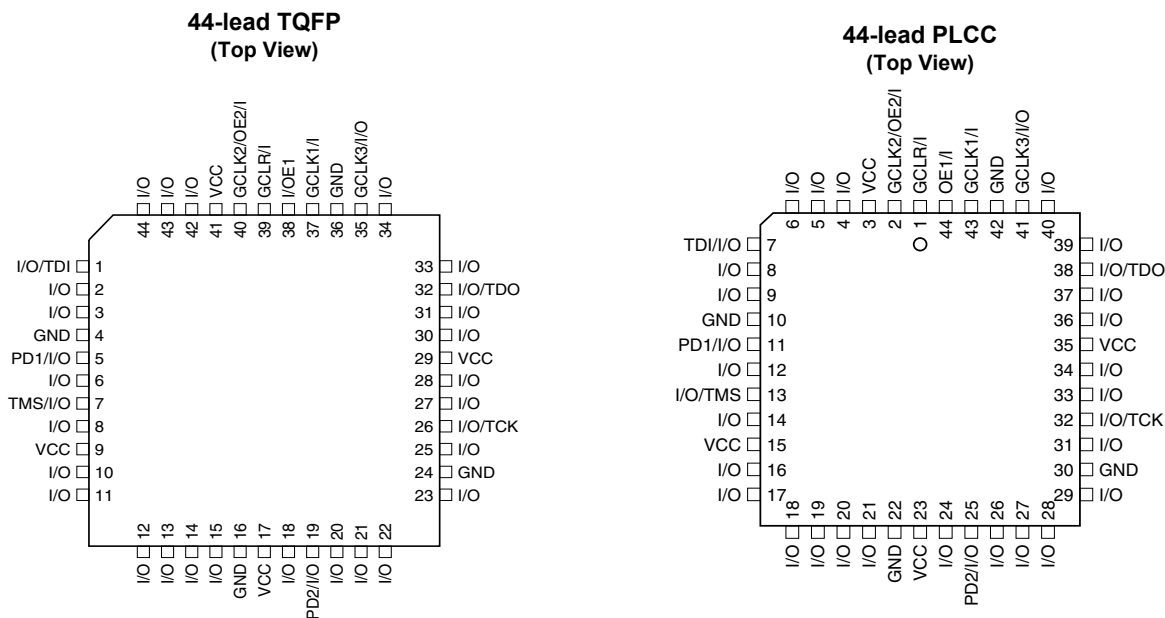 44-lead TQFP
(Top View)
I/O
I/O
I/O
VCC
GCLK2/OE2/I
GCLR/I
I/OE1
GCLK1/I
GND
GCLK3/I/O
I/O
44
43
42
41
40
39
38
37
36
35
34
I/O/TDI 1
I/O 2
I/O 3
GND 4
PD1/I/O 5
I/O 6
TMS/I/O 7
I/O 8
VCC 9
I/O 10
I/O 11
33 I/O
32 I/O/TDO
31 I/O
30 I/O
29 VCC
28 I/O
27 I/O
26 I/O/TCK
25 I/O
24 GND
23 I/O
12
13
14
15
16
17
18
19
20
21
22
I/O
I/O
I/O
I/O
GND
VCC
I/O
PD2/I/O
I/O
I/O
I/O
44-lead PLCC
(Top View)
I/O
I/O
I/O
VCC
GCLK2/OE2/I
GCLR/I
OE1/I
GCLK1/I
GND
GCLK3/I/O
I/O
6
5
4
3
2
1
44
43
42
41
40
TDI/I/O 7
I/O 8
I/O 9
GND 10
PD1/I/O 11
I/O 12
I/O/TMS 13
I/O 14
VCC 15
I/O 16
I/O 17
39 I/O
38 I/O/TDO
37 I/O
36 I/O
35 VCC
34 I/O
33 I/O
32 I/O/TCK
31 I/O
30 GND
29 I/O
18
19
20
21
22
23
24
25
26
27
28
I/O
I/O
I/O
I/O
GND
VCC
I/O
PD2/I/O
I/O
I/O
I/O